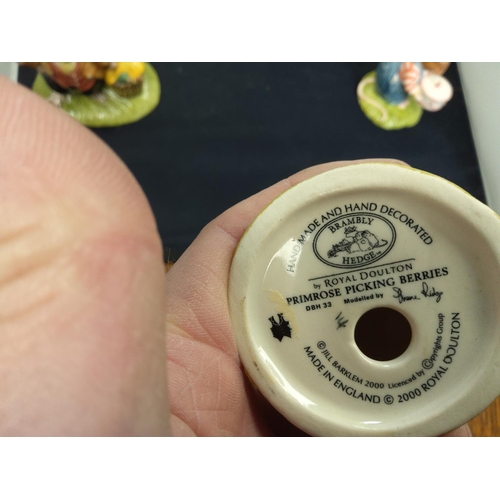 HAND MADE AND HAND DECORATED
BRAMBLY
HEDGE
by ROYAL DOULTON
PRIMROSE PICKING BERRIES
DBH 33 Modelled by
© JILL BARKLEM 2000 Licenced by Copyrights Group
MADE IN ENGLAND © 2000 ROYAL DOULTON